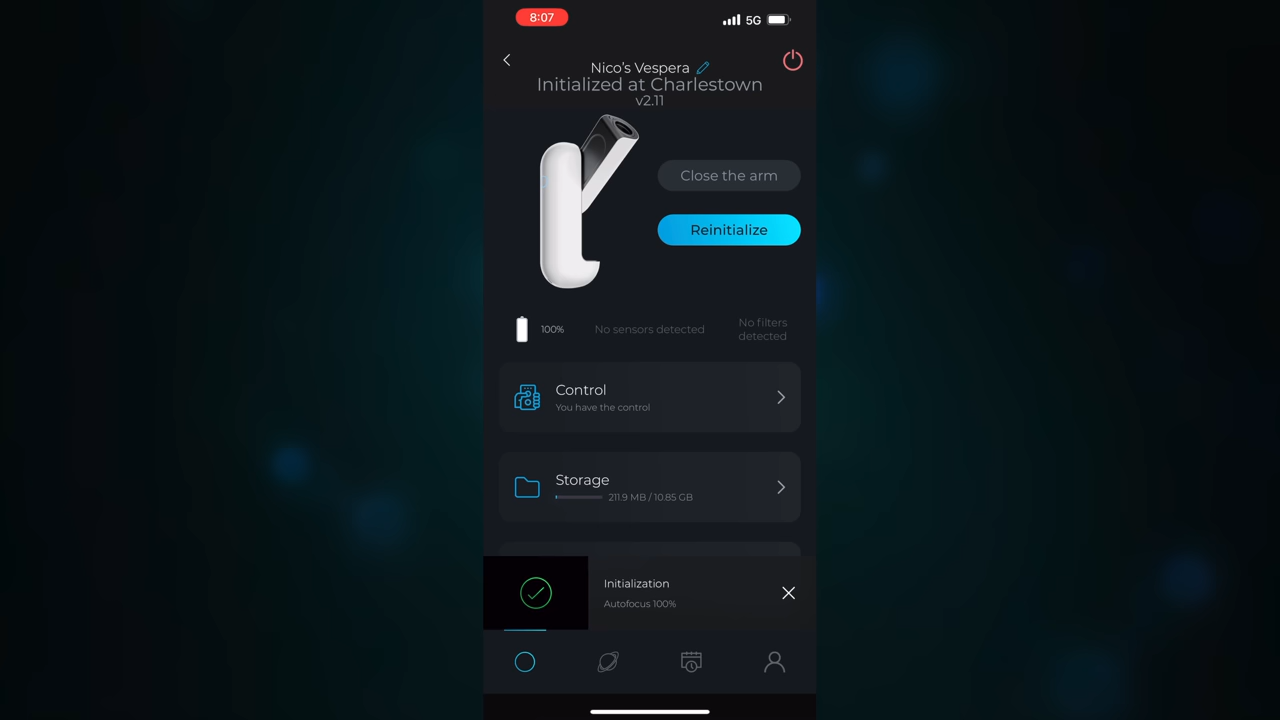 8:07
5G
Nico's Vespera
Initialized at Charlestown
v2.11
Close the arm
Reinitialize
100%
No sensors detected
No filters
detected
Control
You have the control
Storage
211.9 MB / 10.85 GB
Initialization
Autofocus 100%